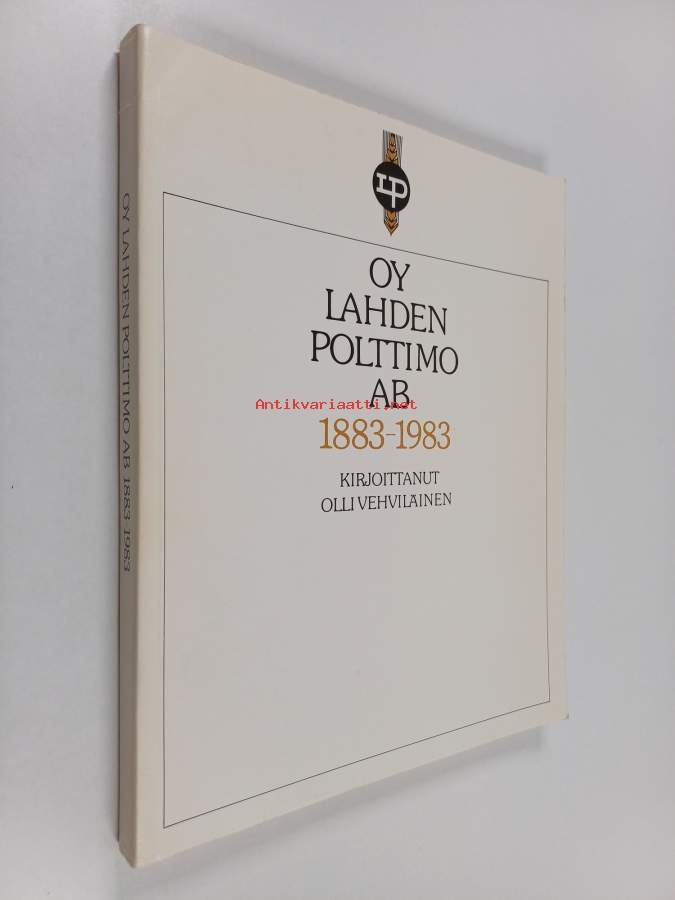 LP
OY
LAHDEN
POLTTIMO
AB
Antikvariaatti.net
1883-1983
KIRJOITTANUT
OLLI VEHVILÄINEN
OY LAHDEN POLTTIMO AB 1883-1983